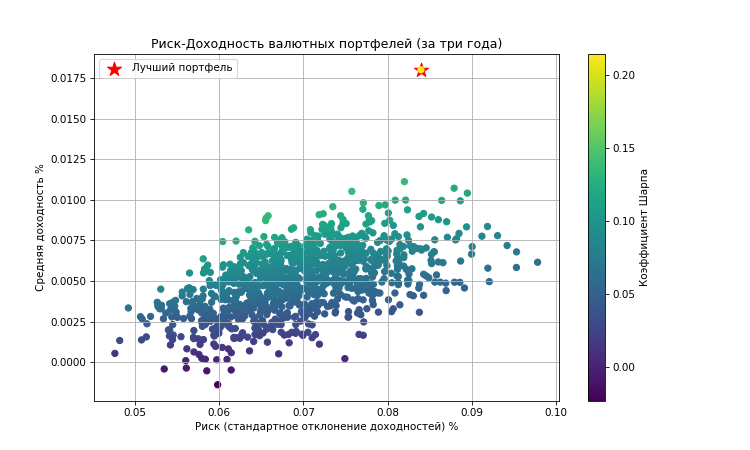 Риск-Доходность валютных портфелей (за три года)
Лучший портфель
0.0175
0.0150
0.0125
0.0100
0.0075
0.0050
0.0025
0.0000
Средняя доходность %
0.05 0.06 0.07 0.08 0.09 0.10
Риск (стандартное отклонение доходностей) %
0.20
0.15
0.10
0.05
0.00
Коэффициент Шарпа